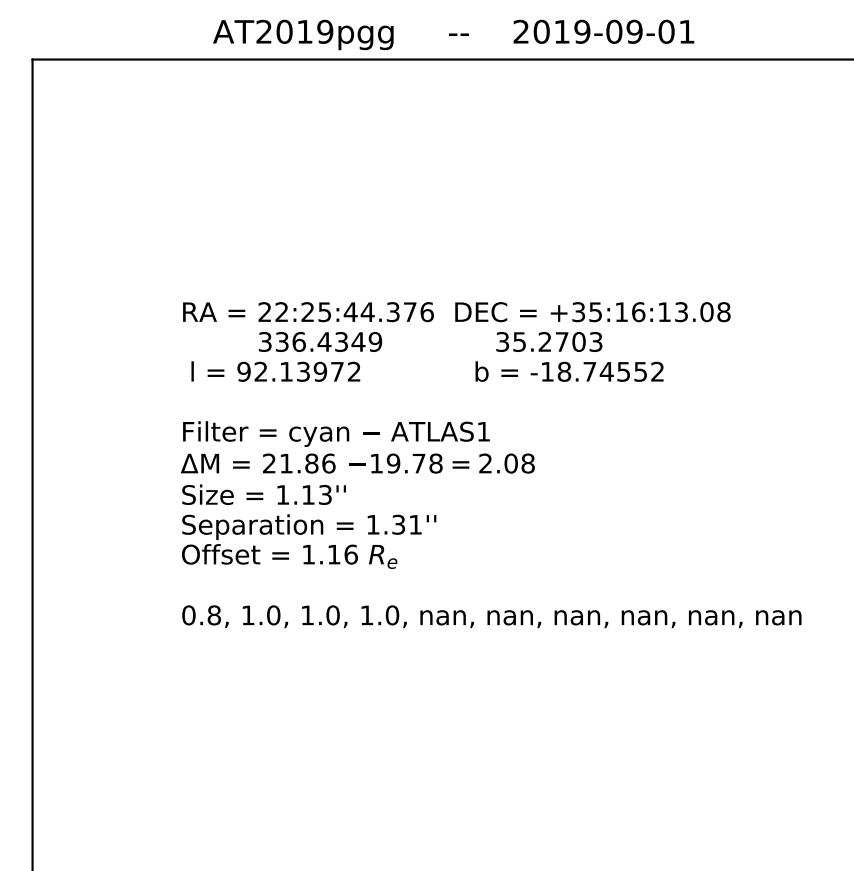 AT2019pgg -- 2019-09-01
RA = 22:25:44.376 DEC = +35:16:13.08
336.4349 35.2703
l = 92.13972 b = -18.74552
Filter = cyan − ATLAS1
ΔM = 21.86 −19.78 = 2.08
Size = 1.13''
Separation = 1.31''
Offset = 1.16 Rₑ
0.8, 1.0, 1.0, 1.0, nan, nan, nan, nan, nan, nan